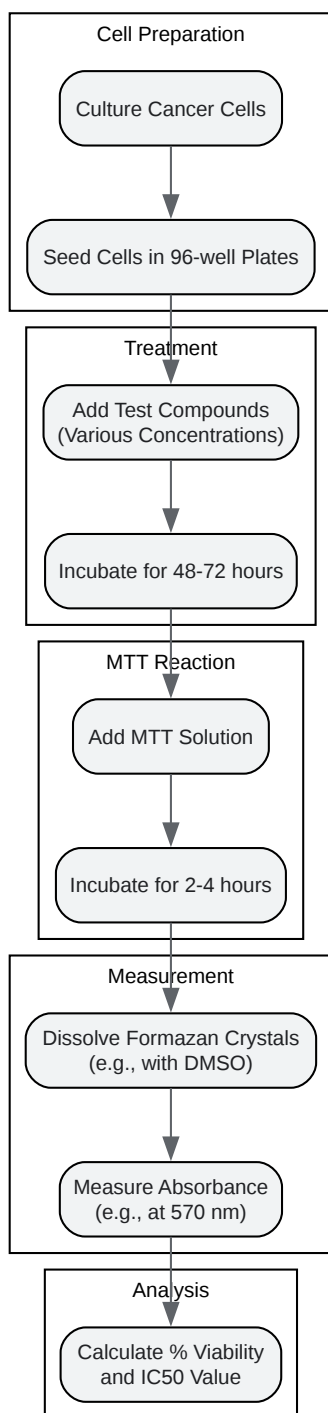 Cell Preparation
Culture Cancer Cells
Seed Cells in 96-well Plates
Treatment
Add Test Compounds
(Various Concentrations)
Incubate for 48-72 hours
MTT Reaction
Add MTT Solution
Incubate for 2-4 hours
Measurement
Dissolve Formazan Crystals
(e.g., with DMSO)
Measure Absorbance
(e.g., at 570 nm)
Analysis
Calculate % Viability
and IC50 Value